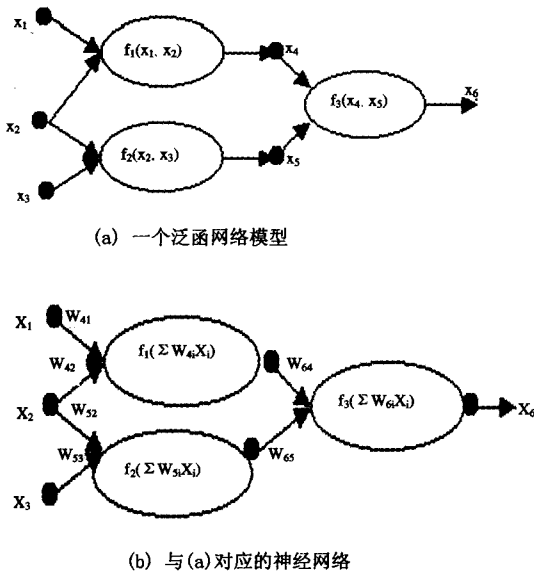 x₁
f₁(x₁, x₂)
x₄
x₂
f₃(x₄, x₅)
x₆
f₂(x₂, x₃)
x₅
x₃
(a) 一个泛函网络模型
X₁
W₄₁
f₁(ΣW₄ᵢXᵢ)
W₄₂
W₆₄
X₂
W₅₂
f₃(ΣW₆ᵢXᵢ)
X₆
W₅₃
f₂(ΣW₅ᵢXᵢ)
W₆₅
X₃
(b) 与(a)对应的神经网络